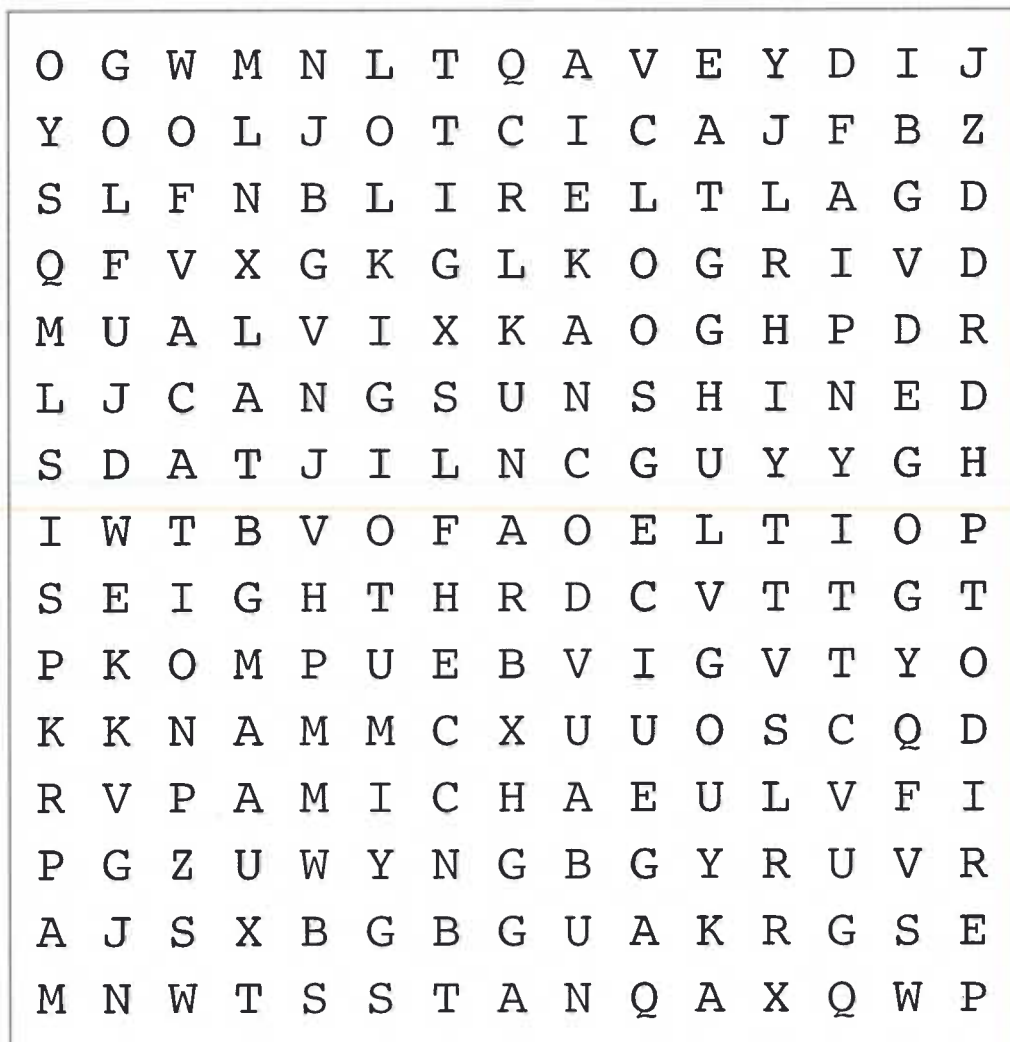 O G W M N L T Q A V E Y D I J
Y O O L J O T C I C A J F B Z
S L F N B L I R E L T L A G D
Q F V X G K G L K O G R I V D
M U A L V I X K A O G H P D R
L J C A N G S U N S H I N E D
S D A T J I L N C G U Y Y G H
I W T B V O F A O E L T I O P
S E I G H T H R D C V T T G T
P K O M P U E B V I G V T Y O
K K N A M M C X U U O S C Q D
R V P A M I C H A E U L V F I
P G Z U W Y N G B G Y R U V R
A J S X B G B G U A K R G S E
M N W T S S T A N Q A X Q W P